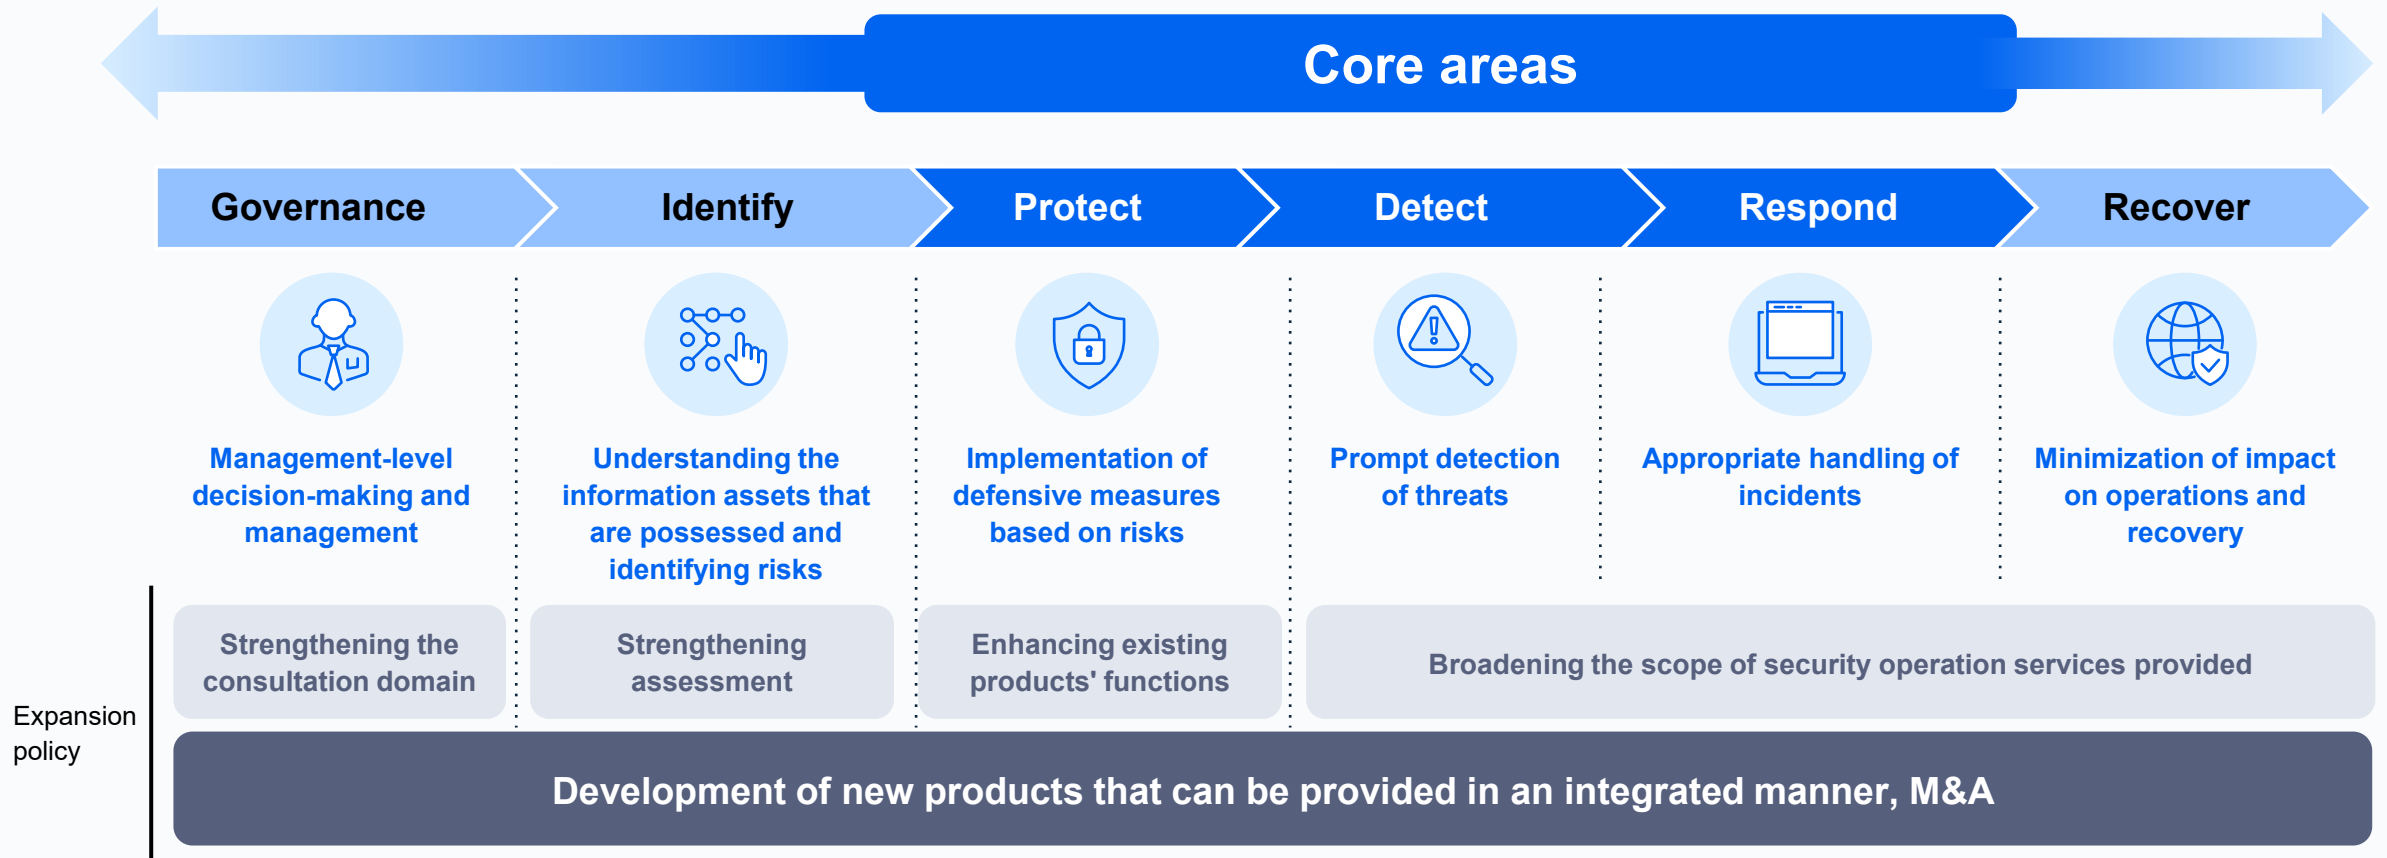 Core areas
Governance
Identify
Protect
Detect
Respond
Recover
Management-level
decision-making and
management
Understanding the
information assets that
are possessed and
identifying risks
Implementation of
defensive measures
based on risks
Prompt detection
of threats
Appropriate handling of
incidents
Minimization of impact
on operations and
recovery
Expansion
policy
Strengthening the
consultation domain
Strengthening
assessment
Enhancing existing
products' functions
Broadening the scope of security operation services provided
Development of new products that can be provided in an integrated manner, M&A